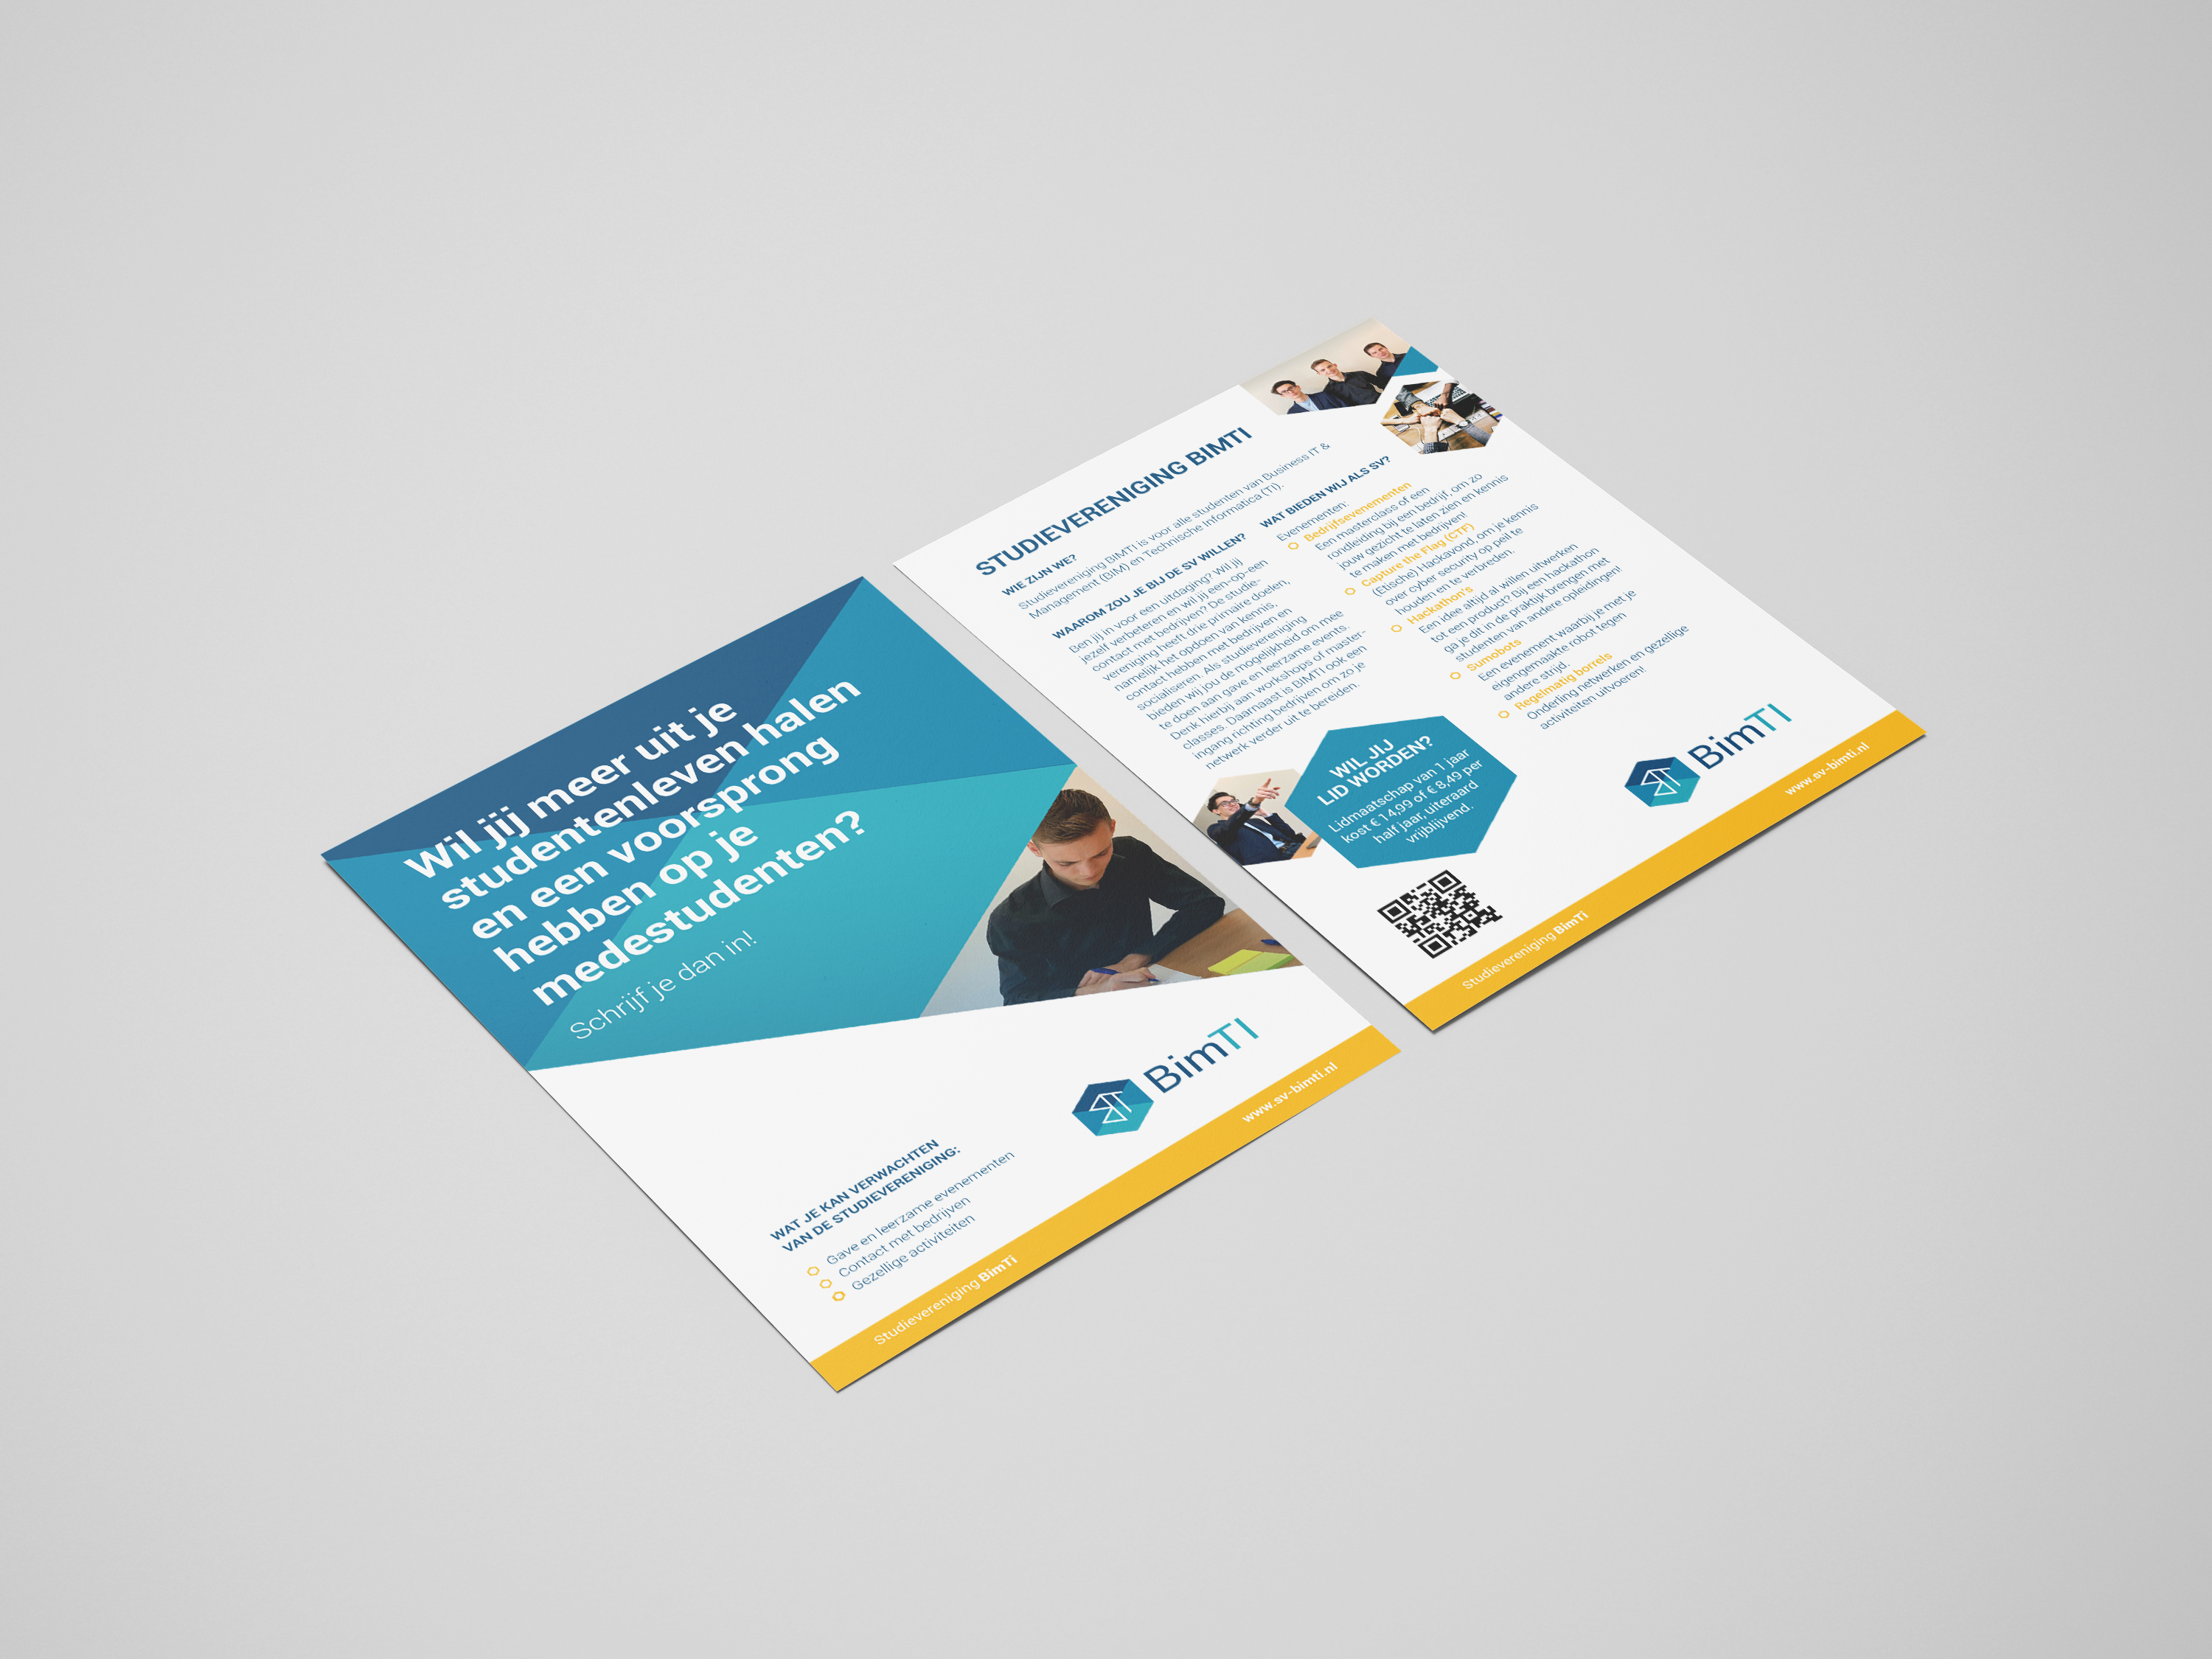 Wil jij meer uit je
studentenleven halen
en een voorsprong
hebben op je
medestudenten?
Schrijf je dan in!
BimTI
WAT JE KAN VERWACHTEN
VAN DE STUDIEVERENIGING:
Gave en leerzame evenementen
Contact met bedrijven
Gezellige activiteiten
Studievereniging BimTi
www.sv-bimti.nl
STUDIEVERENIGING BIMTI
WIE ZIJN WE?
Studievereniging BIMTI is voor alle studenten van Business IT &
Management (BIM) en Technische Informatica (TI).
WAAROM ZOU JE BIJ DE SV WILLEN?
Ben jij in voor een uitdaging? Wil jij
jezelf verbeteren en wil jij een-op-een
contact met bedrijven? De studie-
vereniging heeft drie primaire doelen,
namelijk het opdoen van kennis,
contact hebben met bedrijven en
socialiseren. Als studievereniging
bieden wij jou de mogelijkheid om mee
te doen aan gave en leerzame events.
Denk hierbij aan workshops of master-
classes. Daarnaast is BIMTI ook een
ingang richting bedrijven om zo je
netwerk verder uit te bereiden.
WAT BIEDEN WIJ ALS SV?
Evenementen:
Bedrijfsevenementen
Een masterclass of een
rondleiding bij een bedrijf, om zo
jouw gezicht te laten zien en kennis
te maken met bedrijven!
Capture the Flag (CTF)
(Etische) Hackavond, om je kennis
over cyber security op peil te
houden en te verbreden.
Hackathon's
Een idee altijd al willen uitwerken
tot een product? Bij een hackathon
ga je dit in de praktijk brengen met
studenten van andere opleidingen!
Sumobots
Een evenement waarbij je met je
eigengemaakte robot tegen
andere strijd.
Regelmatig borrels
Onderling netwerken en gezellige
activiteiten uitvoeren!
WIL JIJ
LID WORDEN?
Lidmaatschap van 1 jaar
kost € 14,99 of € 8,49 per
half jaar, uiteraard
vrijblijvend.
BimTI
Studievereniging BimTi
www.sv-bimti.nl